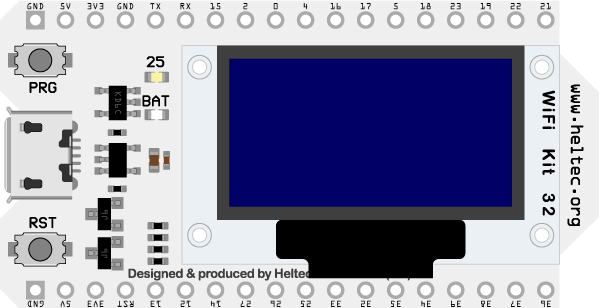 GND 5V 3V3 GND TX RX 15 2 0 4 16 17 5 18 23 19 22 21
25
PRG
BAT
WiFi Kit 32
www.heltec.org
RST
Designed & produced by Heltec
GND 5V 3V3 RST 13 12 14 27 26 25 33 32 35 34 39 38 37 36